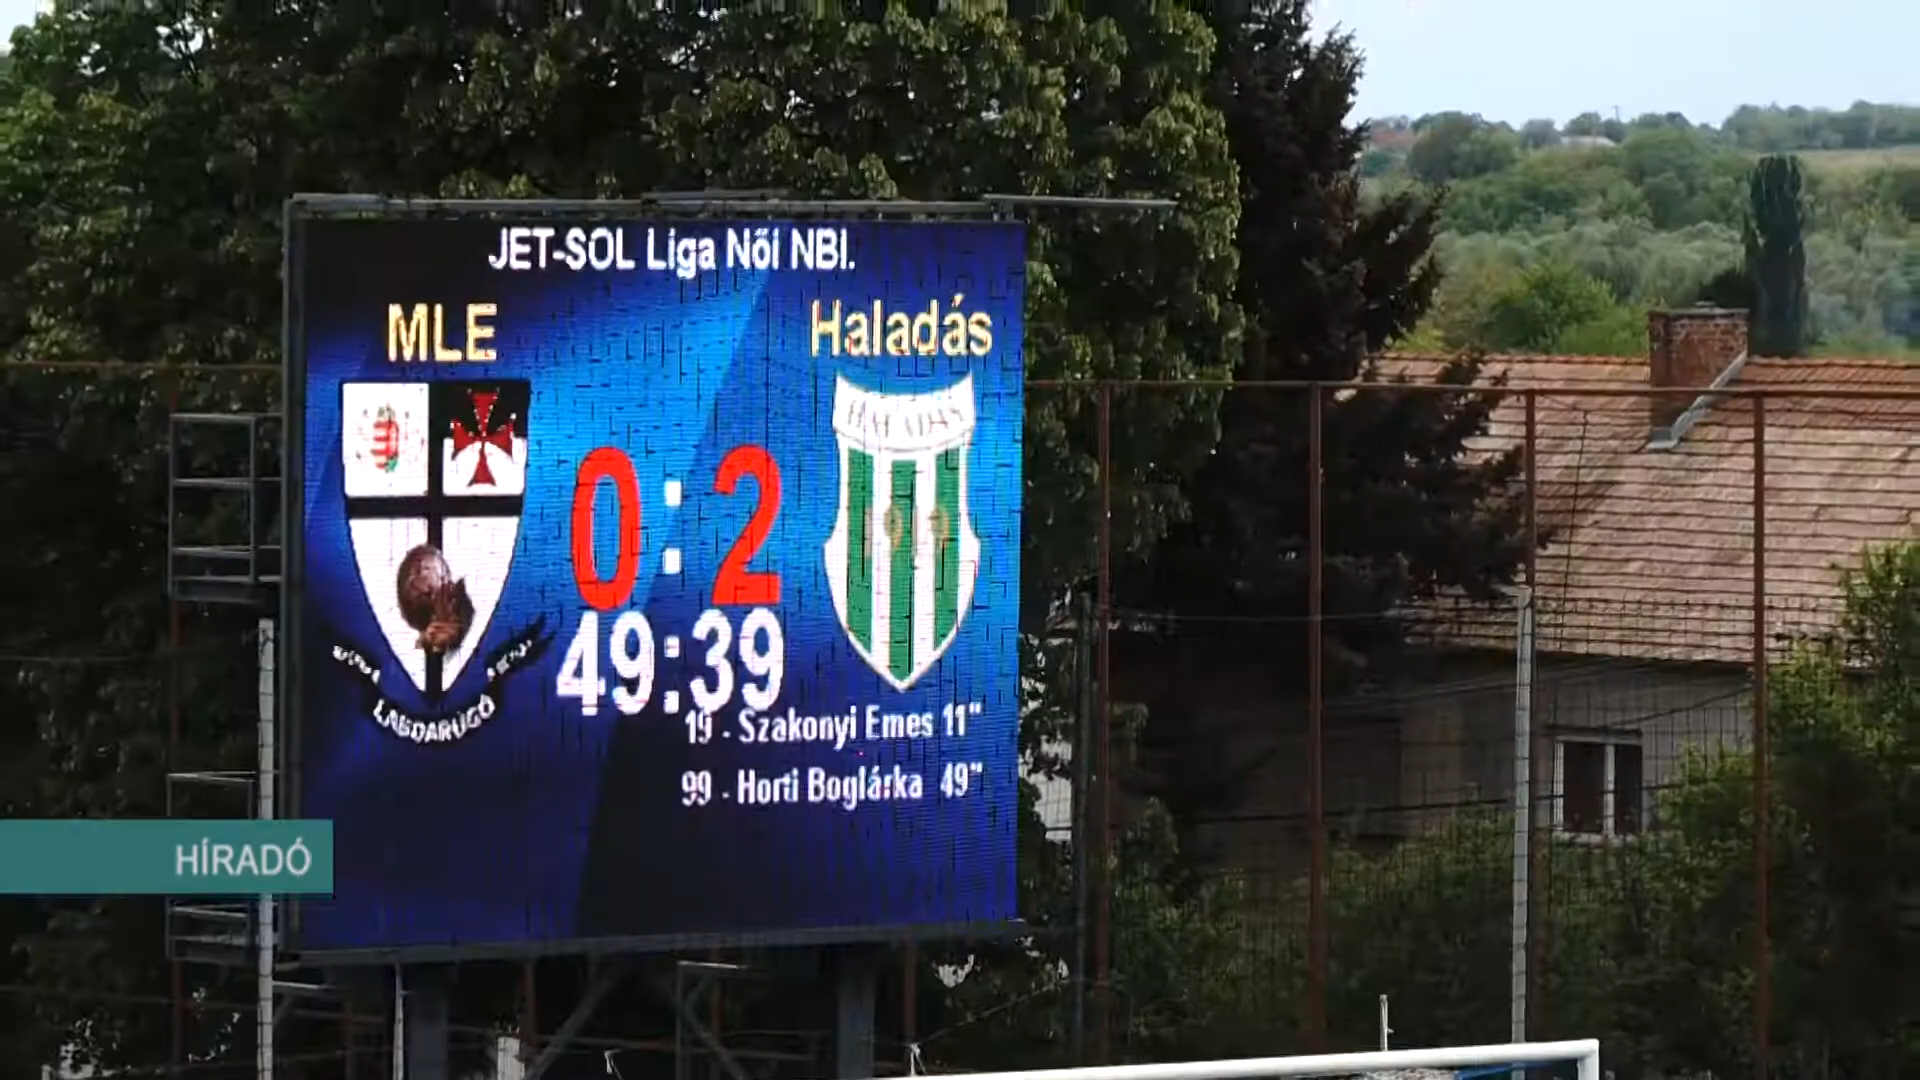 JET-SOL Liga Női NBI.
MLE
Haladás
HALADÁS
0:2
49:39
LABDARÚGÓ
19 - Szakonyi Emes 11"
99 - Horti Boglárka 49"
HÍRADÓ